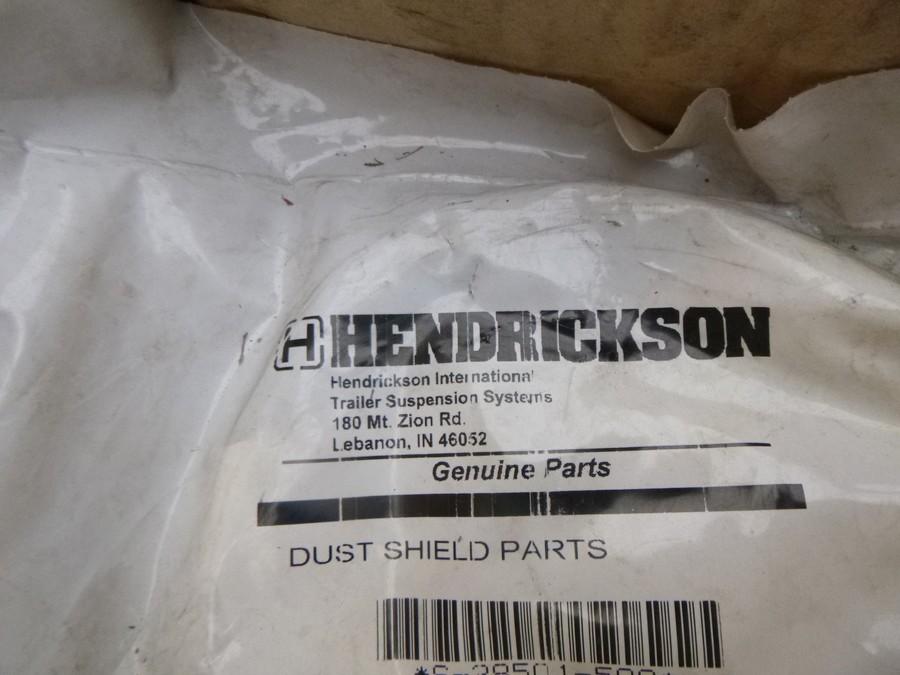 H HENDRICKSON
Hendrickson International
Trailer Suspension Systems
180 Mt. Zion Rd.
Lebanon, IN 46052
Genuine Parts
DUST SHIELD PARTS